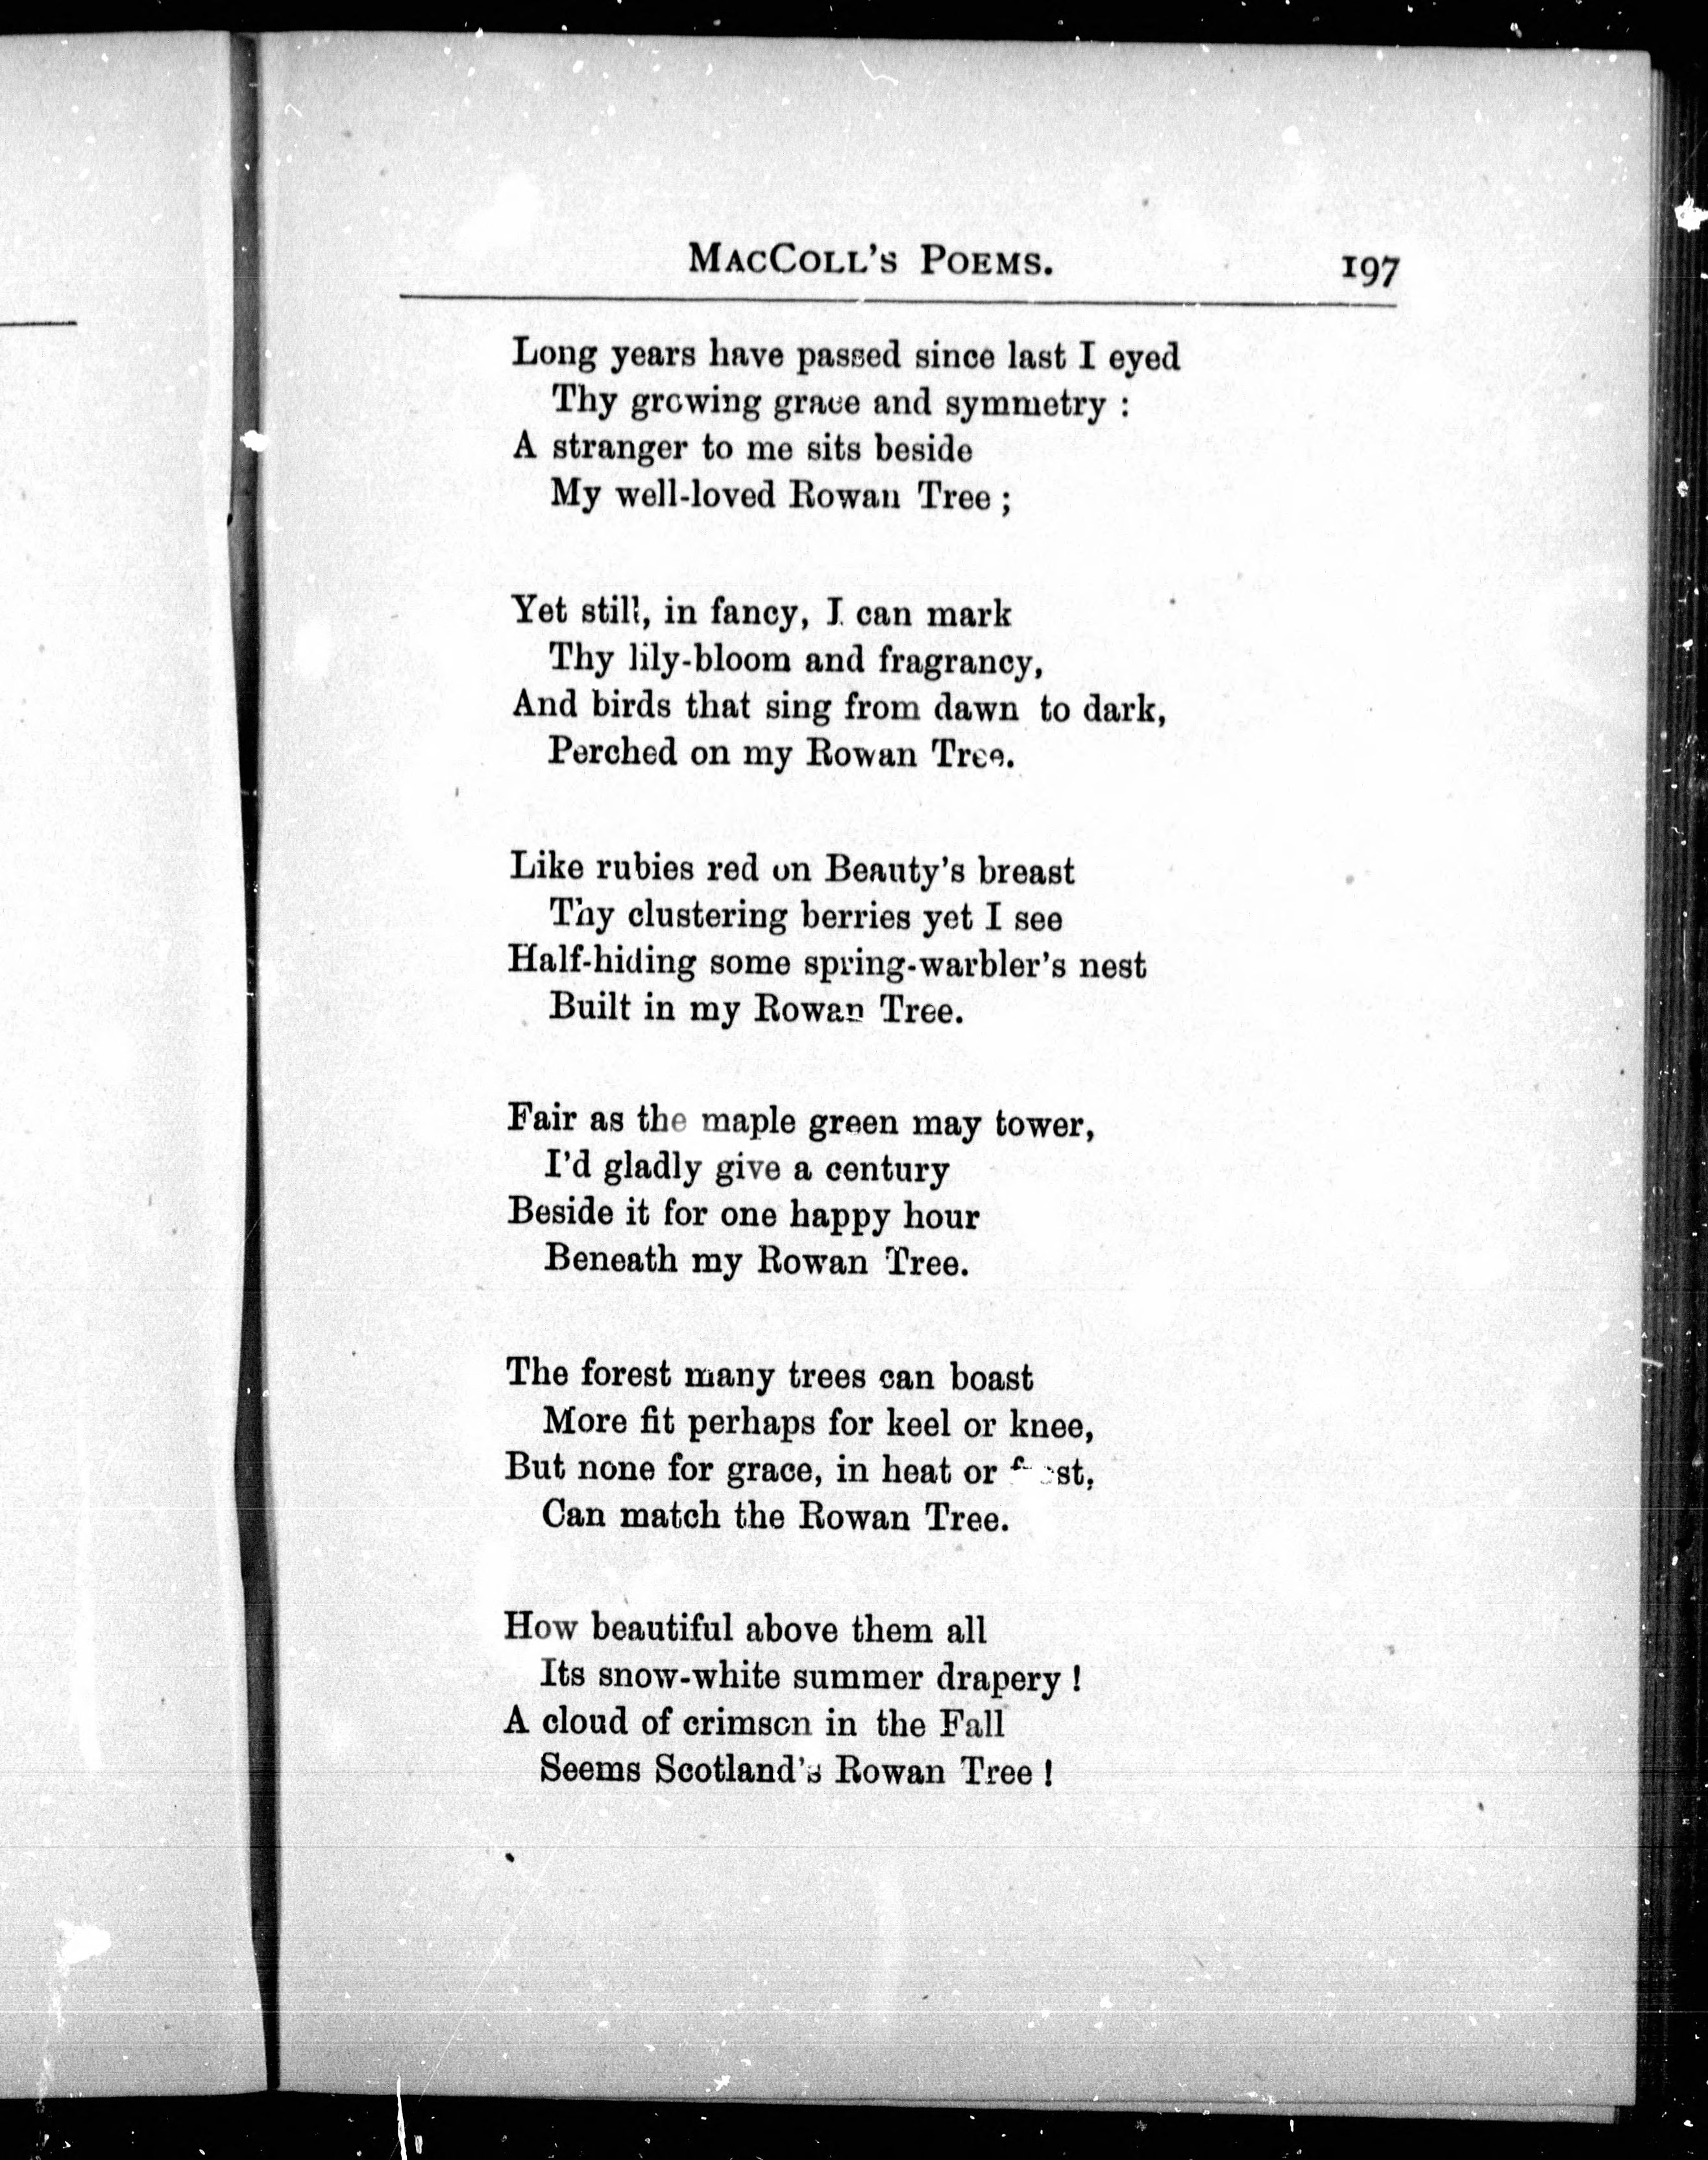 MACCOLL'S POEMS. 197
Long years have passed since last I eyed
Thy growing grace and symmetry :
A stranger to me sits beside
My well-loved Rowan Tree ;
Yet still, in fancy, I can mark
Thy lily-bloom and fragrancy,
And birds that sing from dawn to dark,
Perched on my Rowan Tree.
Like rubies red on Beauty's breast
Thy clustering berries yet I see
Half-hiding some spring-warbler's nest
Built in my Rowan Tree.
Fair as the maple green may tower,
I'd gladly give a century
Beside it for one happy hour
Beneath my Rowan Tree.
The forest many trees can boast
More fit perhaps for keel or knee,
But none for grace, in heat or
Can match the Rowan Tree.
How beautiful above them all
Its snow-white summer drapery !
A cloud of crimson in the Fall
Seems Scotland's Rowan Tree !